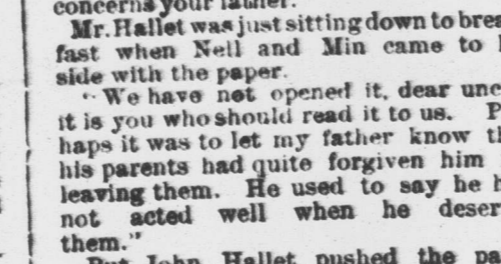 concerns your father.
Mr. Hallet was just sitting down to brea
fast when Nell and Min came to h
side with the paper.
"We have not opened it, dear unc
it is you who should read it to us. P
haps it was to let my father know th
his parents had quite forgiven him
leaving them. He used to say he h
not acted well when he deser
them."
But John Hallet pushed the pa